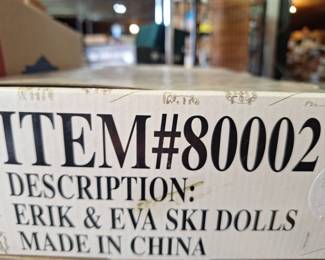 ITEM#80002
DESCRIPTION:
ERIK & EVA SKI DOLLS
MADE IN CHINA